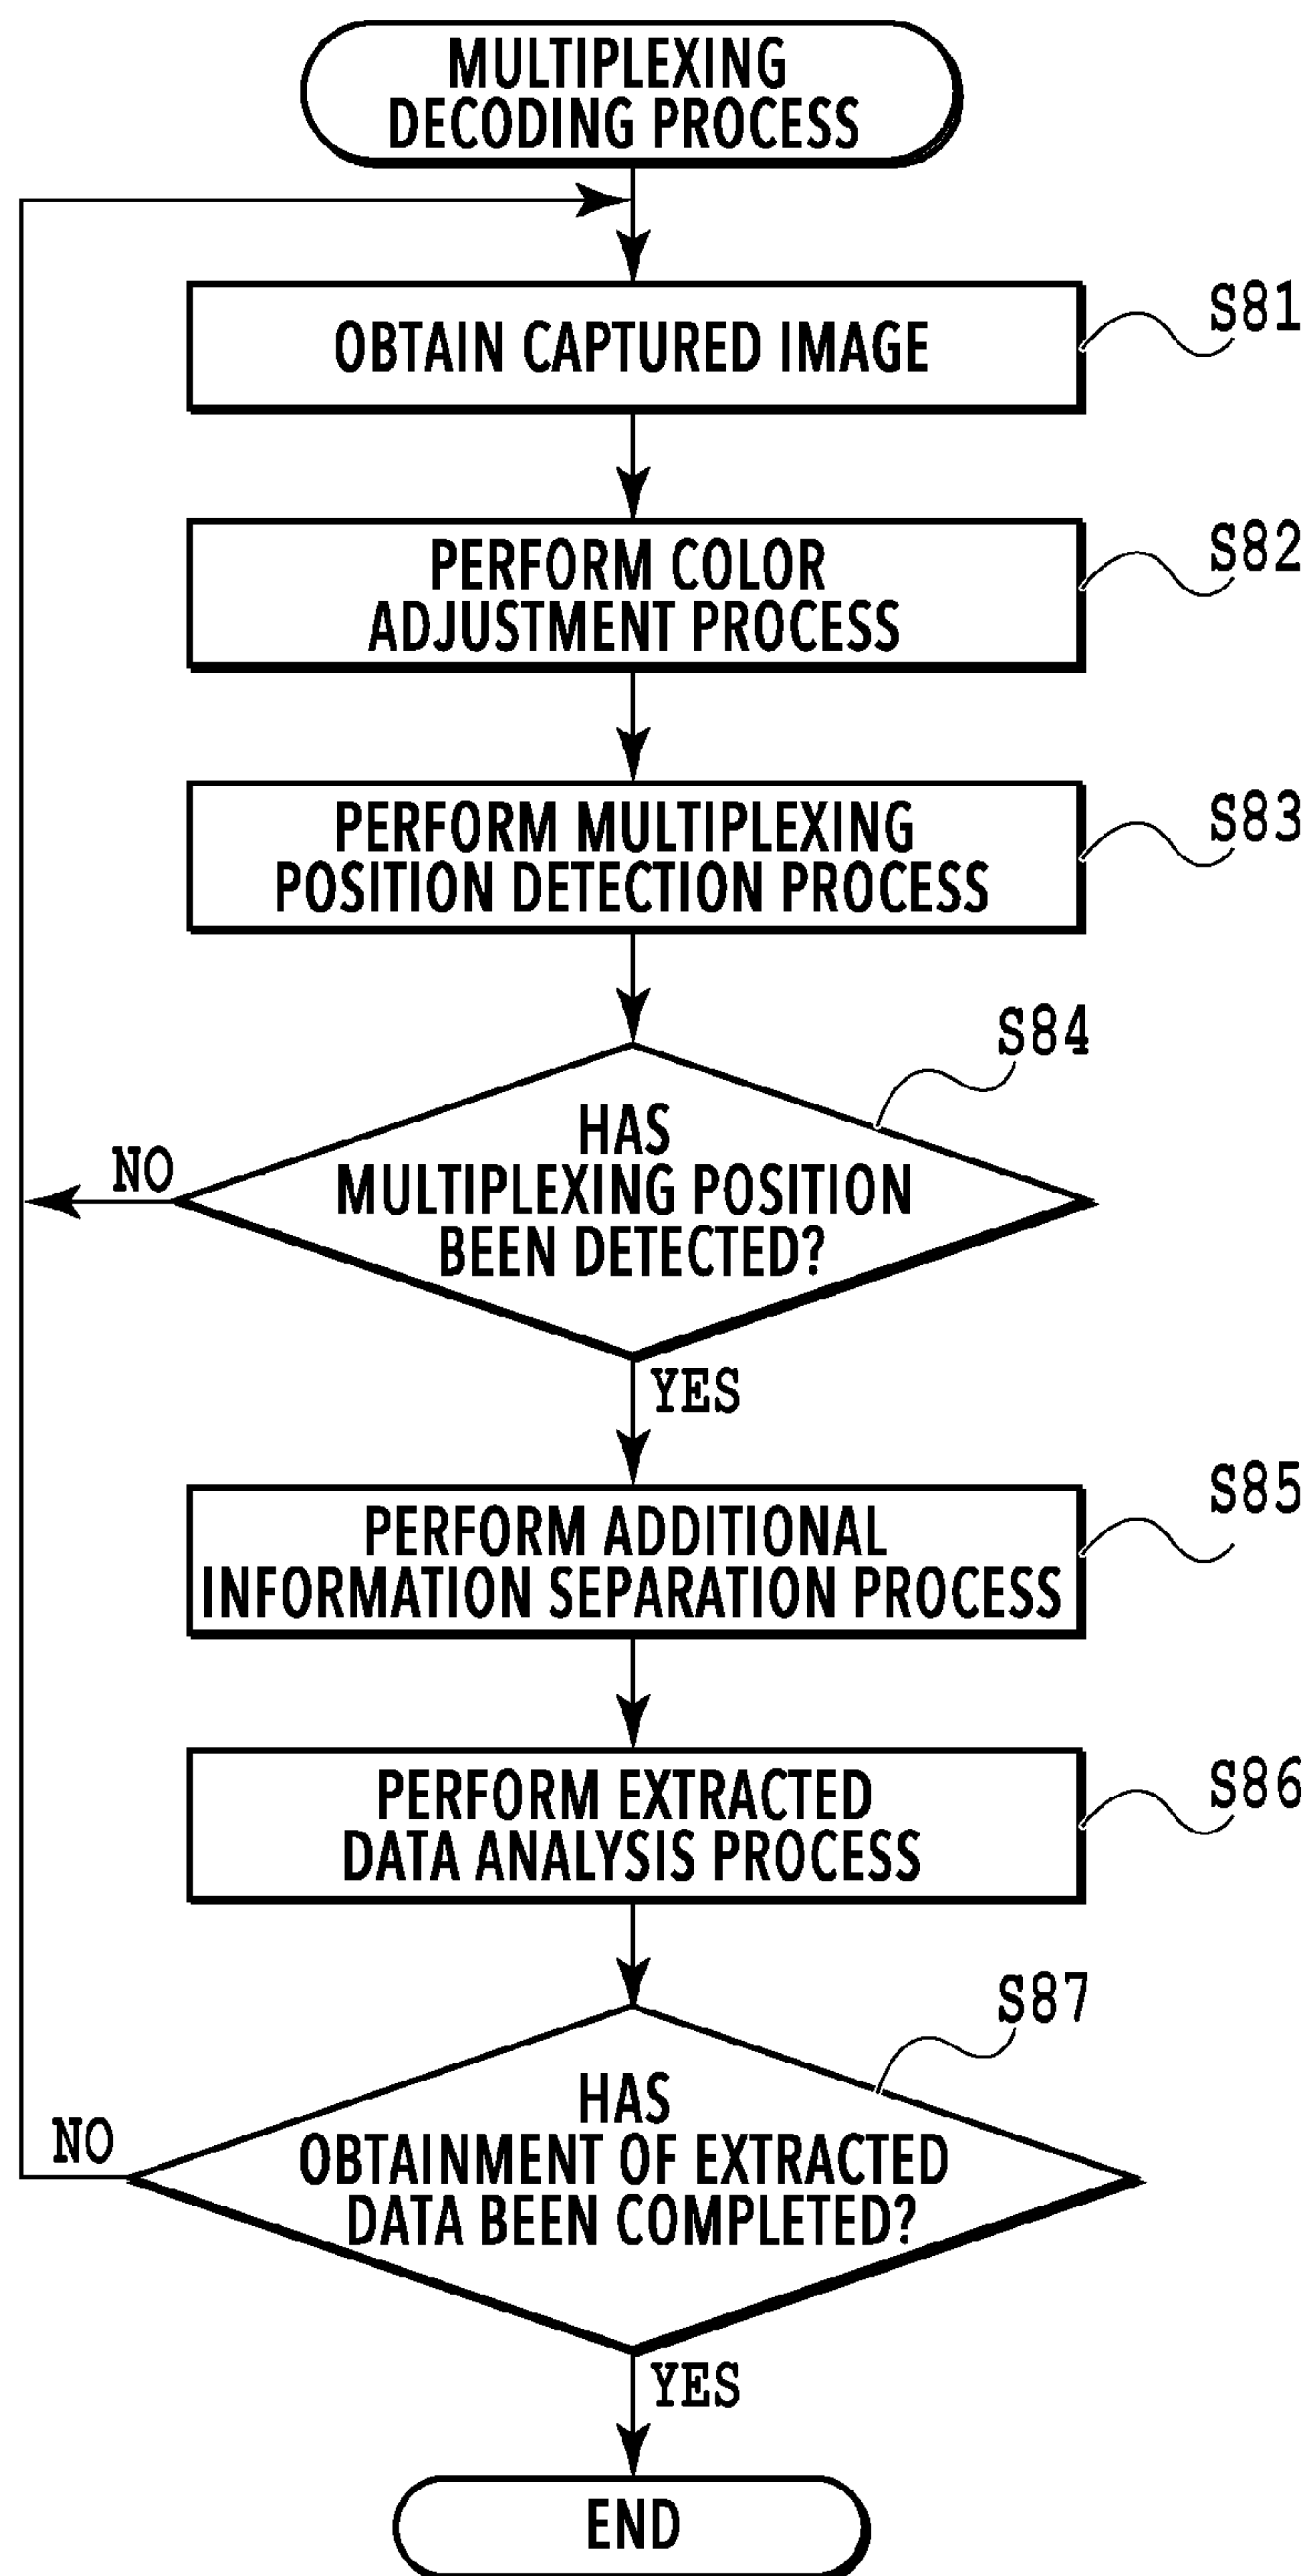 MULTIPLEXING
DECODING PROCESS
S81
OBTAIN CAPTURED IMAGE
S82
PERFORM COLOR
ADJUSTMENT PROCESS
S83
PERFORM MULTIPLEXING
POSITION DETECTION PROCESS
S84
HAS
MULTIPLEXING POSITION
BEEN DETECTED?
NO
YES
S85
PERFORM ADDITIONAL
INFORMATION SEPARATION PROCESS
S86
PERFORM EXTRACTED
DATA ANALYSIS PROCESS
S87
HAS
OBTAINMENT OF EXTRACTED
DATA BEEN COMPLETED?
NO
YES
END